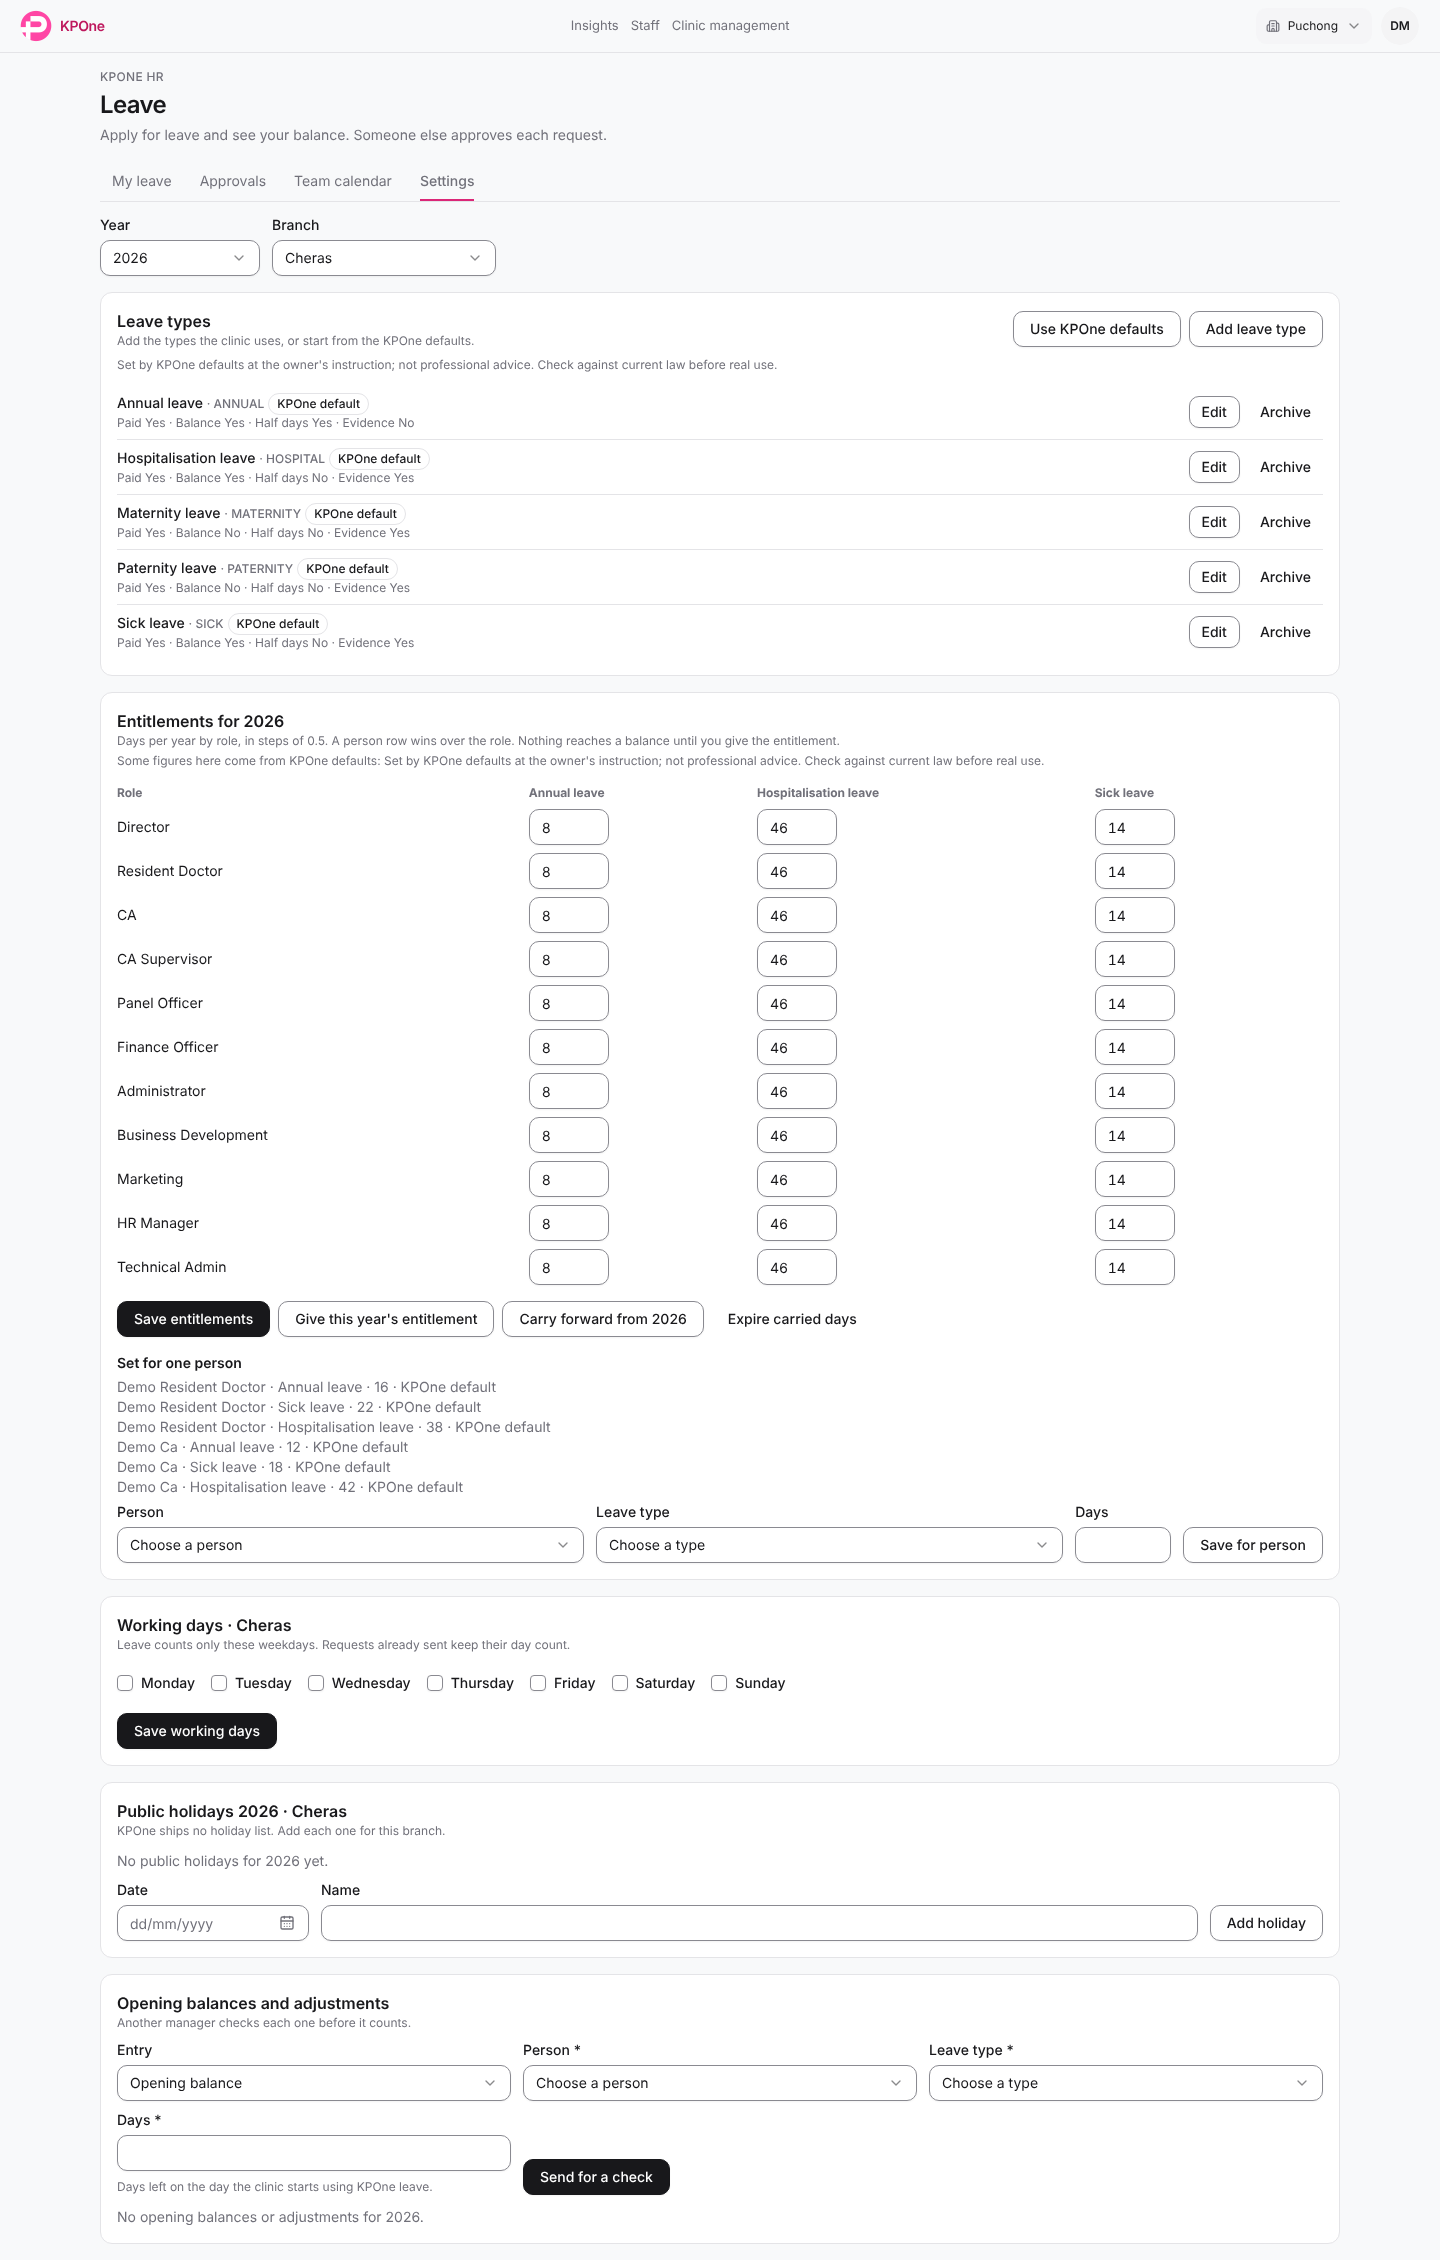 KPOne
Insights Staff Clinic management
Puchong
DM
KPONE HR
Leave
Apply for leave and see your balance. Someone else approves each request.
My leave Approvals Team calendar Settings
Year Branch
2026 Cheras
Leave types
Use KPOne defaults Add leave type
Add the types the clinic uses, or start from the KPOne defaults.
Set by KPOne defaults at the owner's instruction; not professional advice. Check against current law before real use.
Annual leave · ANNUAL KPOne default
Paid Yes · Balance Yes · Half days Yes · Evidence No
Edit Archive
Hospitalisation leave · HOSPITAL KPOne default
Paid Yes · Balance Yes · Half days No · Evidence Yes
Edit Archive
Maternity leave · MATERNITY KPOne default
Paid Yes · Balance No · Half days No · Evidence Yes
Edit Archive
Paternity leave · PATERNITY KPOne default
Paid Yes · Balance No · Half days No · Evidence Yes
Edit Archive
Sick leave · SICK KPOne default
Paid Yes · Balance Yes · Half days No · Evidence Yes
Edit Archive
Entitlements for 2026
Days per year by role, in steps of 0.5. A person row wins over the role. Nothing reaches a balance until you give the entitlement.
Some figures here come from KPOne defaults: Set by KPOne defaults at the owner's instruction; not professional advice. Check against current law before real use.
Role Annual leave Hospitalisation leave Sick leave
Director 8 46 14
Resident Doctor 8 46 14
CA 8 46 14
CA Supervisor 8 46 14
Panel Officer 8 46 14
Finance Officer 8 46 14
Administrator 8 46 14
Business Development 8 46 14
Marketing 8 46 14
HR Manager 8 46 14
Technical Admin 8 46 14
Save entitlements Give this year's entitlement Carry forward from 2026 Expire carried days
Set for one person
Demo Resident Doctor · Annual leave · 16 · KPOne default
Demo Resident Doctor · Sick leave · 22 · KPOne default
Demo Resident Doctor · Hospitalisation leave · 38 · KPOne default
Demo Ca · Annual leave · 12 · KPOne default
Demo Ca · Sick leave · 18 · KPOne default
Demo Ca · Hospitalisation leave · 42 · KPOne default
Person Leave type Days
Choose a person Choose a type Save for person
Working days · Cheras
Leave counts only these weekdays. Requests already sent keep their day count.
Monday Tuesday Wednesday Thursday Friday Saturday Sunday
Save working days
Public holidays 2026 · Cheras
KPOne ships no holiday list. Add each one for this branch.
No public holidays for 2026 yet.
Date Name
dd/mm/yyyy Add holiday
Opening balances and adjustments
Another manager checks each one before it counts.
Entry Person * Leave type *
Opening balance Choose a person Choose a type
Days *
Send for a check
Days left on the day the clinic starts using KPOne leave.
No opening balances or adjustments for 2026.